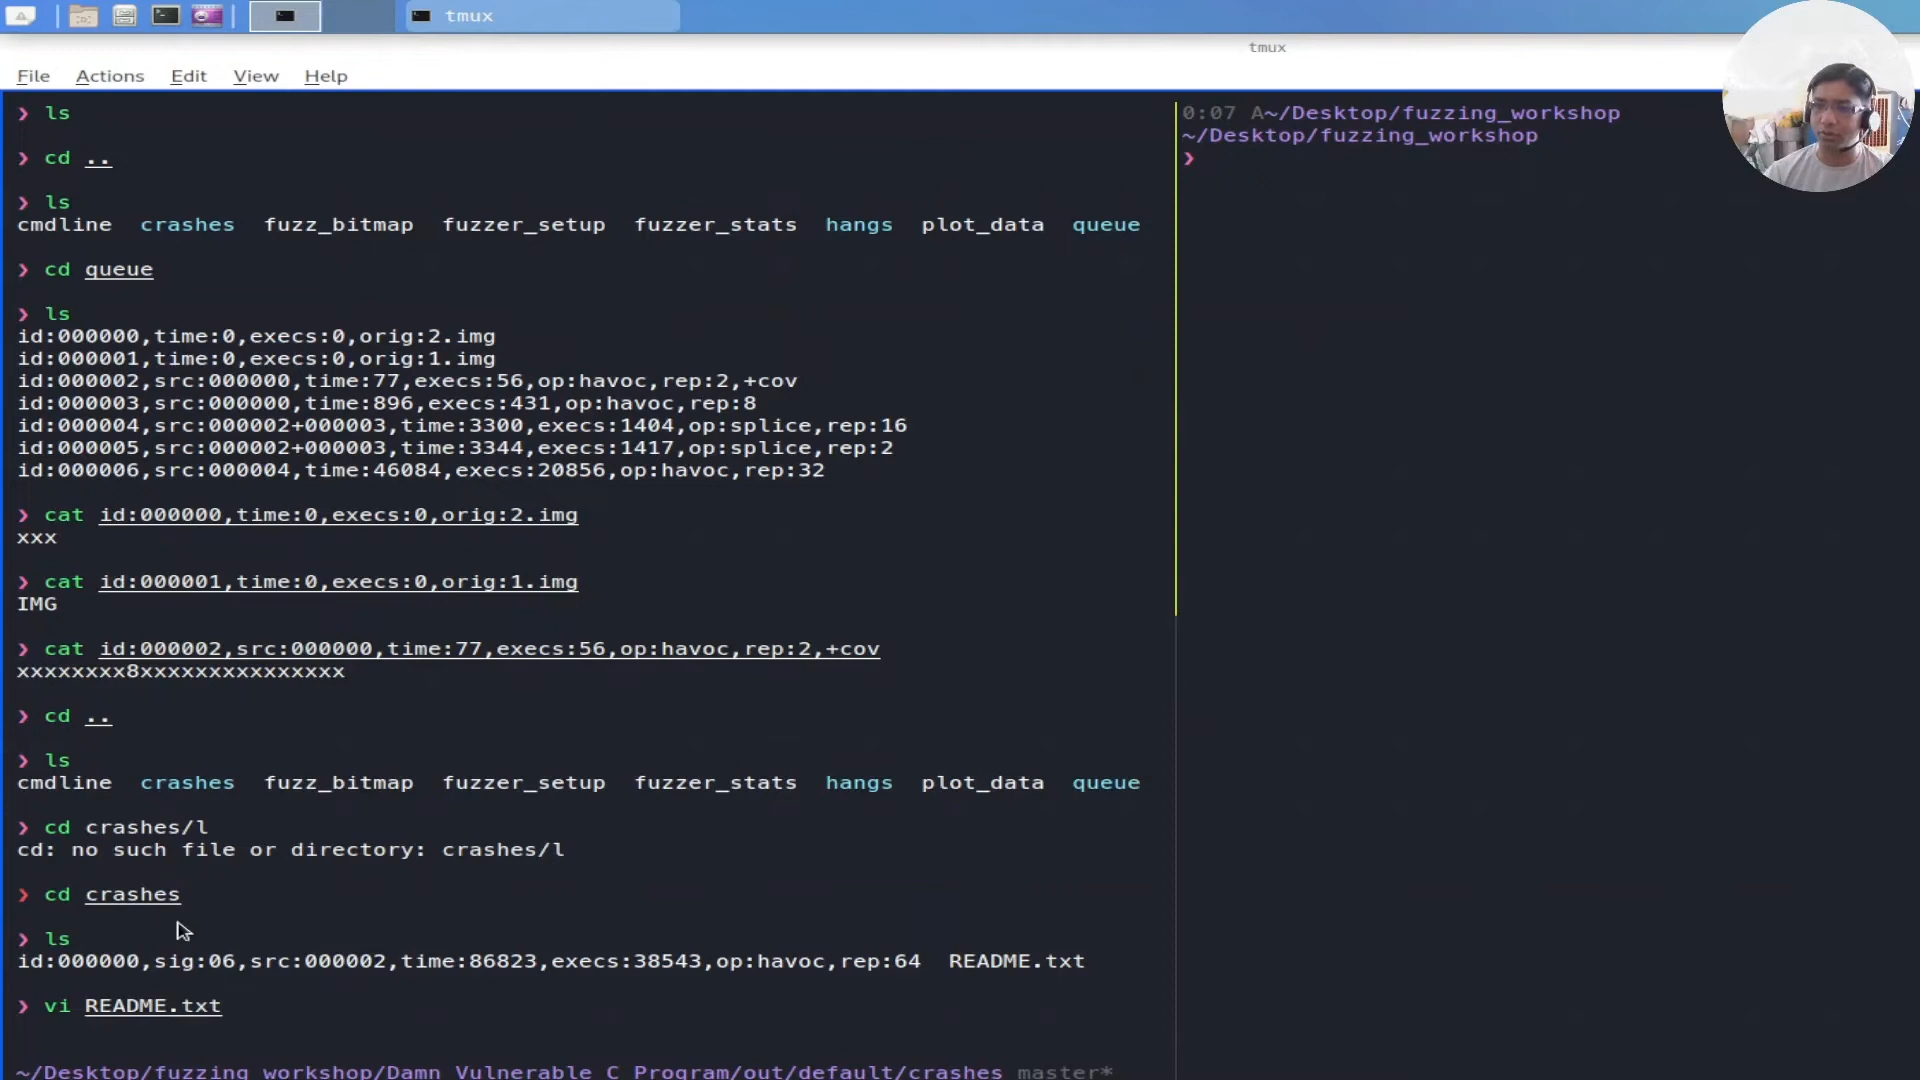 tmux
tmux
File Actions Edit View Help
❯ ls
❯ cd ..
❯ ls
cmdline crashes fuzz_bitmap fuzzer_setup fuzzer_stats hangs plot_data queue
❯ cd queue
❯ ls
id:000000,time:0,execs:0,orig:2.img
id:000001,time:0,execs:0,orig:1.img
id:000002,src:000000,time:77,execs:56,op:havoc,rep:2,+cov
id:000003,src:000000,time:896,execs:431,op:havoc,rep:8
id:000004,src:000002+000003,time:3300,execs:1404,op:splice,rep:16
id:000005,src:000002+000003,time:3344,execs:1417,op:splice,rep:2
id:000006,src:000004,time:46084,execs:20856,op:havoc,rep:32
❯ cat id:000000,time:0,execs:0,orig:2.img
xxx
❯ cat id:000001,time:0,execs:0,orig:1.img
IMG
❯ cat id:000002,src:000000,time:77,execs:56,op:havoc,rep:2,+cov
xxxxxxxx8xxxxxxxxxxxxxxx
❯ cd ..
❯ ls
cmdline crashes fuzz_bitmap fuzzer_setup fuzzer_stats hangs plot_data queue
❯ cd crashes/l
cd: no such file or directory: crashes/l
❯ cd crashes
❯ ls
id:000000,sig:06,src:000002,time:86823,execs:38543,op:havoc,rep:64 README.txt
❯ vi README.txt
~/Desktop/fuzzing_workshop/Damn_Vulnerable_C_Program/out/default/crashes master*
0:07 A~/Desktop/fuzzing_workshop
~/Desktop/fuzzing_workshop
❯